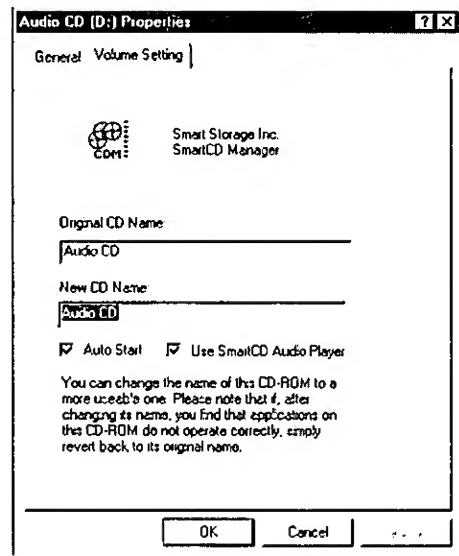 Audio CD (D:) Properties
General Volume Setting
CDM
Smart Storage Inc.
SmartCD Manager
Original CD Name:
Audio CD
New CD Name:
Audio CD
Auto Start Use SmartCD Audio Player
You can change the name of this CD-ROM to a
more useab'e one. Please note that if, after
changing its name, you find that applications on
this CD-ROM do not operate correctly, simply
revert back to its original name.
OK Cancel